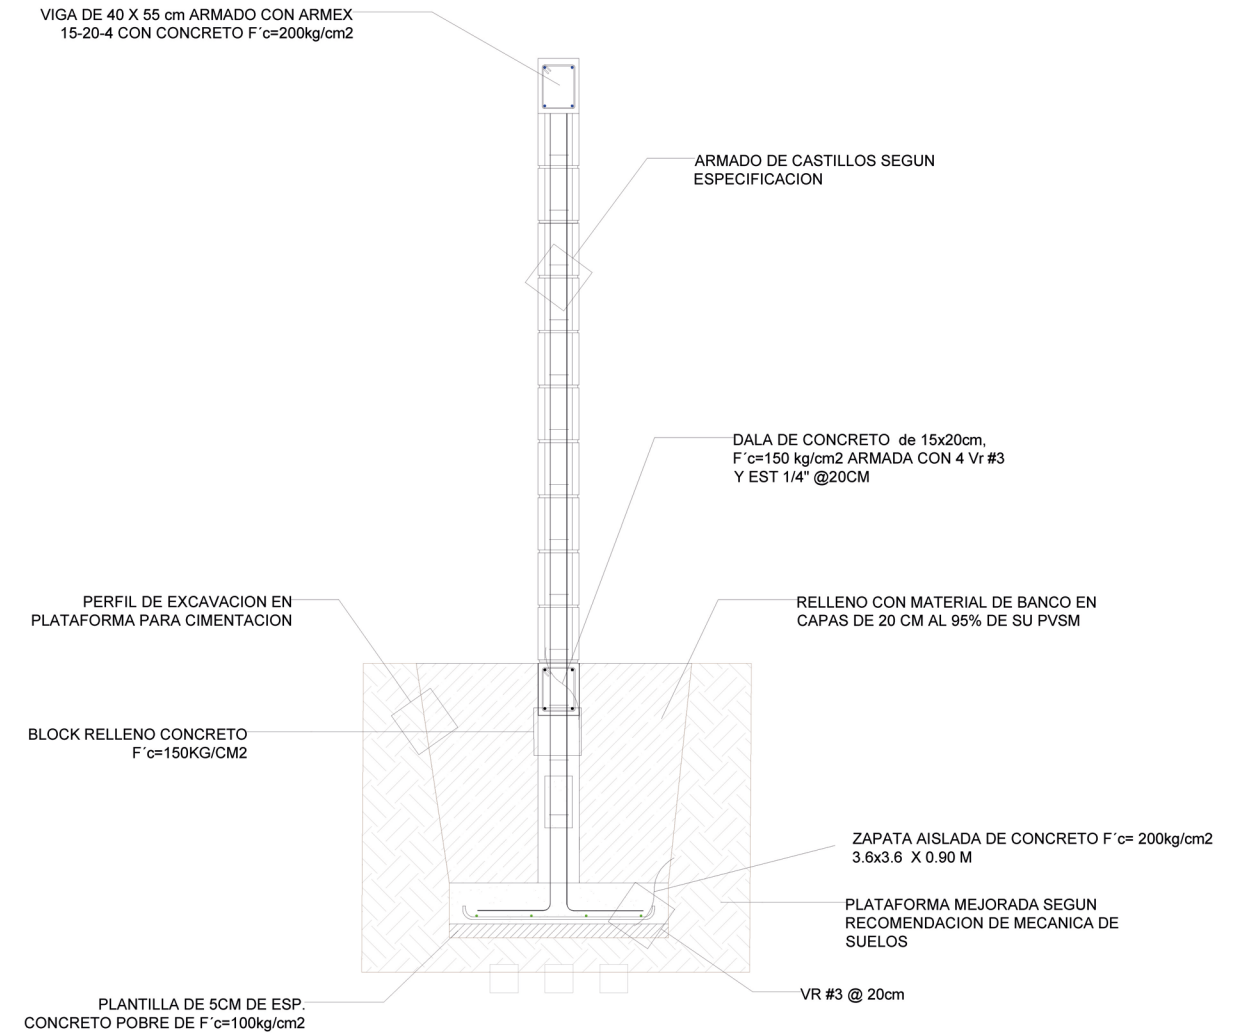 VIGA DE 40 X 55 cm ARMADO CON ARMEX
15-20-4 CON CONCRETO F´c=200kg/cm2
ARMADO DE CASTILLOS SEGUN
ESPECIFICACION
DALA DE CONCRETO de 15x20cm,
F´c=150 kg/cm2 ARMADA CON 4 Vr #3
Y EST 1/4" @20CM
PERFIL DE EXCAVACION EN
PLATAFORMA PARA CIMENTACION
RELLENO CON MATERIAL DE BANCO EN
CAPAS DE 20 CM AL 95% DE SU PVSM
BLOCK RELLENO CONCRETO
F´c=150KG/CM2
ZAPATA AISLADA DE CONCRETO F´c= 200kg/cm2
3.6x3.6 X 0.90 M
PLATAFORMA MEJORADA SEGUN
RECOMENDACION DE MECANICA DE
SUELOS
VR #3 @ 20cm
PLANTILLA DE 5CM DE ESP.
CONCRETO POBRE DE F´c=100kg/cm2